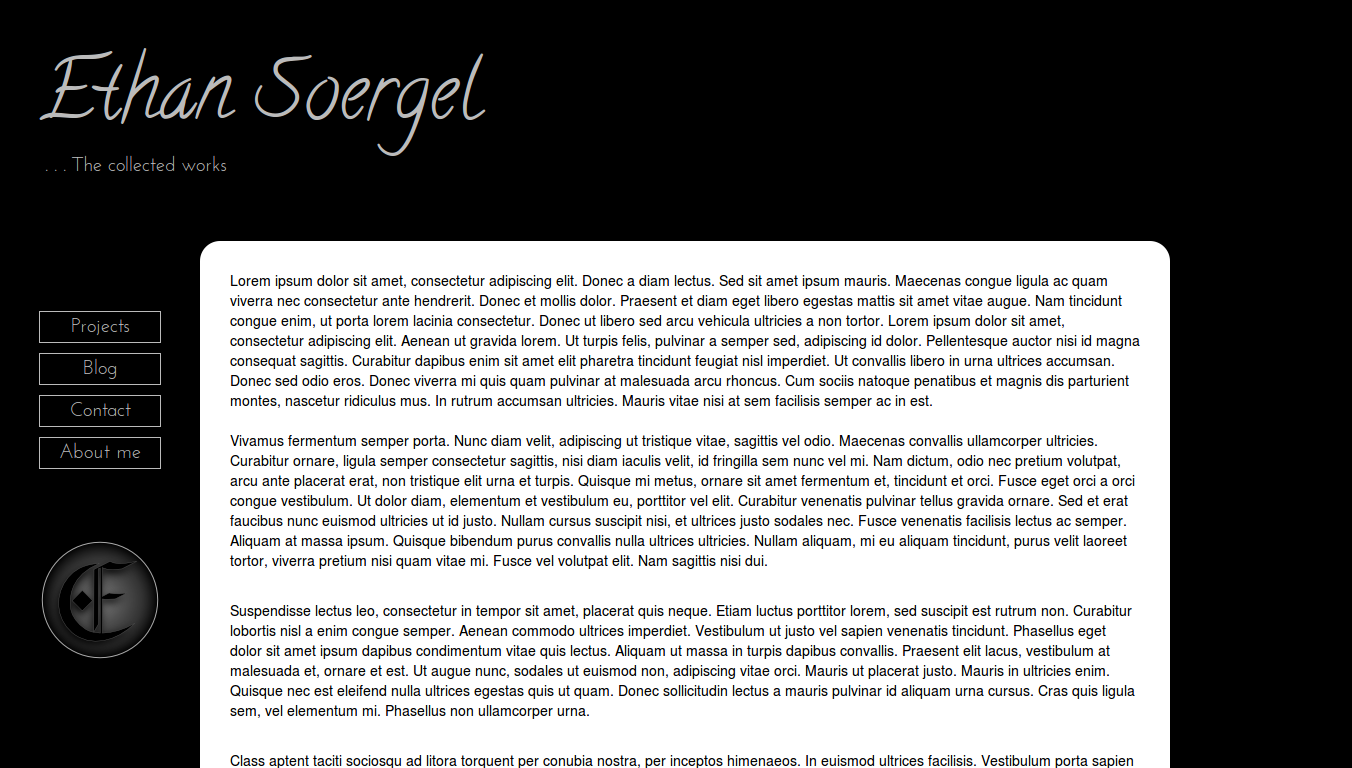 Ethan Soergel
. . . The collected works
Projects
Blog
Contact
About me
E
Lorem ipsum dolor sit amet, consectetur adipiscing elit. Donec a diam lectus. Sed sit amet ipsum mauris. Maecenas congue ligula ac quam
viverra nec consectetur ante hendrerit. Donec et mollis dolor. Praesent et diam eget libero egestas mattis sit amet vitae augue. Nam tincidunt
congue enim, ut porta lorem lacinia consectetur. Donec ut libero sed arcu vehicula ultricies a non tortor. Lorem ipsum dolor sit amet,
consectetur adipiscing elit. Aenean ut gravida lorem. Ut turpis felis, pulvinar a semper sed, adipiscing id dolor. Pellentesque auctor nisi id magna
consequat sagittis. Curabitur dapibus enim sit amet elit pharetra tincidunt feugiat nisl imperdiet. Ut convallis libero in urna ultrices accumsan.
Donec sed odio eros. Donec viverra mi quis quam pulvinar at malesuada arcu rhoncus. Cum sociis natoque penatibus et magnis dis parturient
montes, nascetur ridiculus mus. In rutrum accumsan ultricies. Mauris vitae nisi at sem facilisis semper ac in est.
Vivamus fermentum semper porta. Nunc diam velit, adipiscing ut tristique vitae, sagittis vel odio. Maecenas convallis ullamcorper ultricies.
Curabitur ornare, ligula semper consectetur sagittis, nisi diam iaculis velit, id fringilla sem nunc vel mi. Nam dictum, odio nec pretium volutpat,
arcu ante placerat erat, non tristique elit urna et turpis. Quisque mi metus, ornare sit amet fermentum et, tincidunt et orci. Fusce eget orci a orci
congue vestibulum. Ut dolor diam, elementum et vestibulum eu, porttitor vel elit. Curabitur venenatis pulvinar tellus gravida ornare. Sed et erat
faucibus nunc euismod ultricies ut id justo. Nullam cursus suscipit nisi, et ultrices justo sodales nec. Fusce venenatis facilisis lectus ac semper.
Aliquam at massa ipsum. Quisque bibendum purus convallis nulla ultrices ultricies. Nullam aliquam, mi eu aliquam tincidunt, purus velit laoreet
tortor, viverra pretium nisi quam vitae mi. Fusce vel volutpat elit. Nam sagittis nisi dui.
Suspendisse lectus leo, consectetur in tempor sit amet, placerat quis neque. Etiam luctus porttitor lorem, sed suscipit est rutrum non. Curabitur
lobortis nisl a enim congue semper. Aenean commodo ultrices imperdiet. Vestibulum ut justo vel sapien venenatis tincidunt. Phasellus eget
dolor sit amet ipsum dapibus condimentum vitae quis lectus. Aliquam ut massa in turpis dapibus convallis. Praesent elit lacus, vestibulum at
malesuada et, ornare et est. Ut augue nunc, sodales ut euismod non, adipiscing vitae orci. Mauris ut placerat justo. Mauris in ultricies enim.
Quisque nec est eleifend nulla ultrices egestas quis ut quam. Donec sollicitudin lectus a mauris pulvinar id aliquam urna cursus. Cras quis ligula
sem, vel elementum mi. Phasellus non ullamcorper urna.
Class aptent taciti sociosqu ad litora torquent per conubia nostra, per inceptos himenaeos. In euismod ultrices facilisis. Vestibulum porta sapien